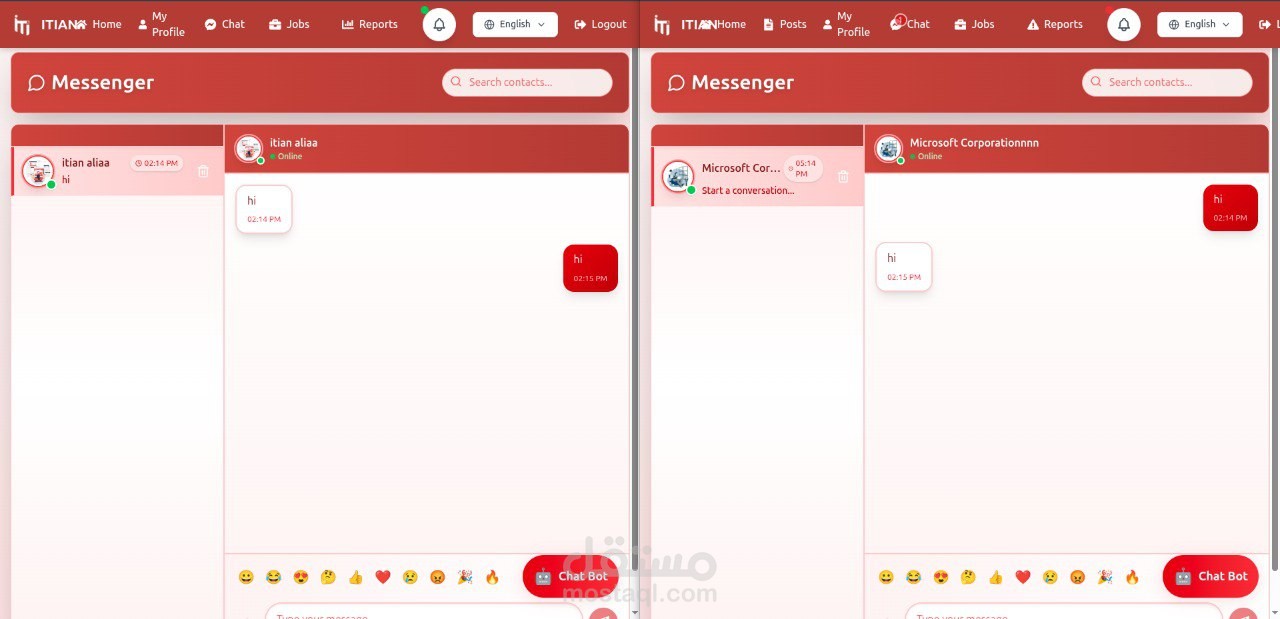 ITIAN Home My Profile Chat Jobs Reports English Logout
Messenger
Search contacts...
itian aliaa
02:14 PM
hi
itian aliaa
Online
hi
02:14 PM
hi
02:15 PM
Chat Bot
Type your message
ITIAN Home Posts My Profile Chat Jobs Reports English
Messenger
Search contacts...
Microsoft Cor...
05:14
PM
Start a conversation...
Microsoft Corporationnnn
Online
hi
02:14 PM
hi
02:15 PM
Chat Bot
Type your message
مستقل
mostaql.com